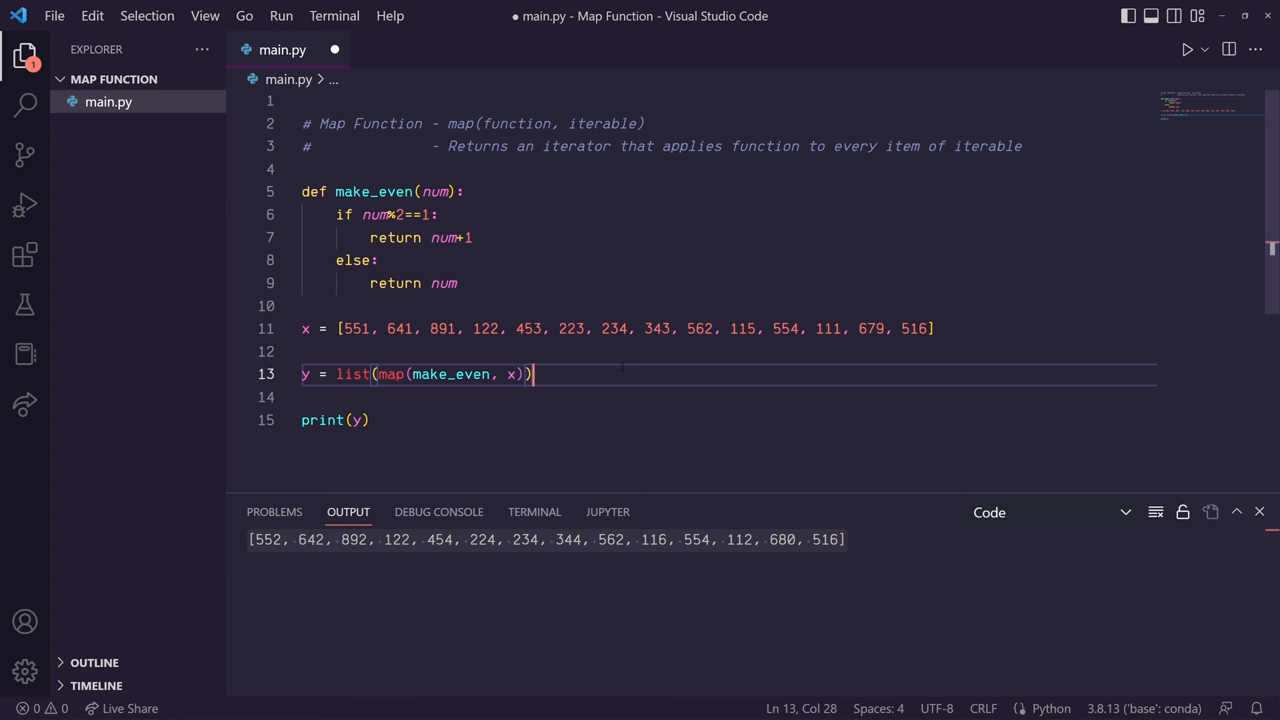 File Edit Selection View Go Run Terminal Help
● main.py - Map Function - Visual Studio Code
EXPLORER
main.py
1
MAP FUNCTION
main.py > ...
main.py
1
2 # Map Function - map(function, iterable)
3 # - Returns an iterator that applies function to every item of iterable
4
5 def make_even(num):
6 if num%2==1:
7 return num+1
8 else:
9 return num
10
11 x = [551, 641, 891, 122, 453, 223, 234, 343, 562, 115, 554, 111, 679, 516]
12
13 y = list(map(make_even, x))
14
15 print(y)
PROBLEMS OUTPUT DEBUG CONSOLE TERMINAL JUPYTER Code
[552, 642, 892, 122, 454, 224, 234, 344, 562, 116, 554, 112, 680, 516]
OUTLINE
TIMELINE
0 0 Live Share Ln 13, Col 28 Spaces: 4 UTF-8 CRLF Python 3.8.13 ('base': conda)